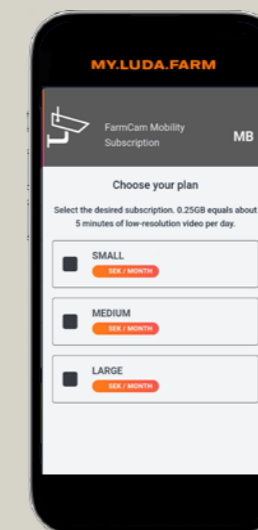 MY.LUDA.FARM
FarmCam Mobility
Subscription
MB
Choose your plan
Select the desired subscription. 0.25GB equals about
5 minutes of low-resolution video per day.
SMALL
SEK / MONTH
MEDIUM
SEK / MONTH
LARGE
SEK / MONTH